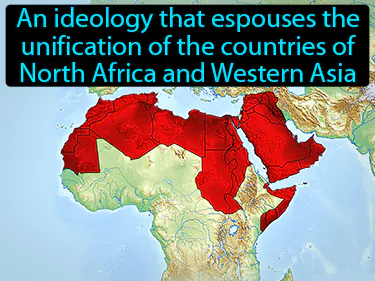 An ideology that espouses the
unification of the countries of
North Africa and Western Asia